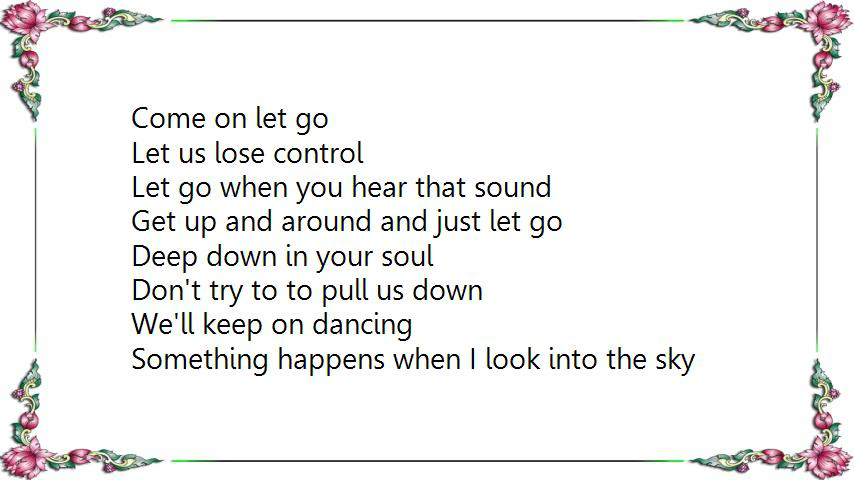 Come on let go
Let us lose control
Let go when you hear that sound
Get up and around and just let go
Deep down in your soul
Don't try to to pull us down
We'll keep on dancing
Something happens when I look into the sky